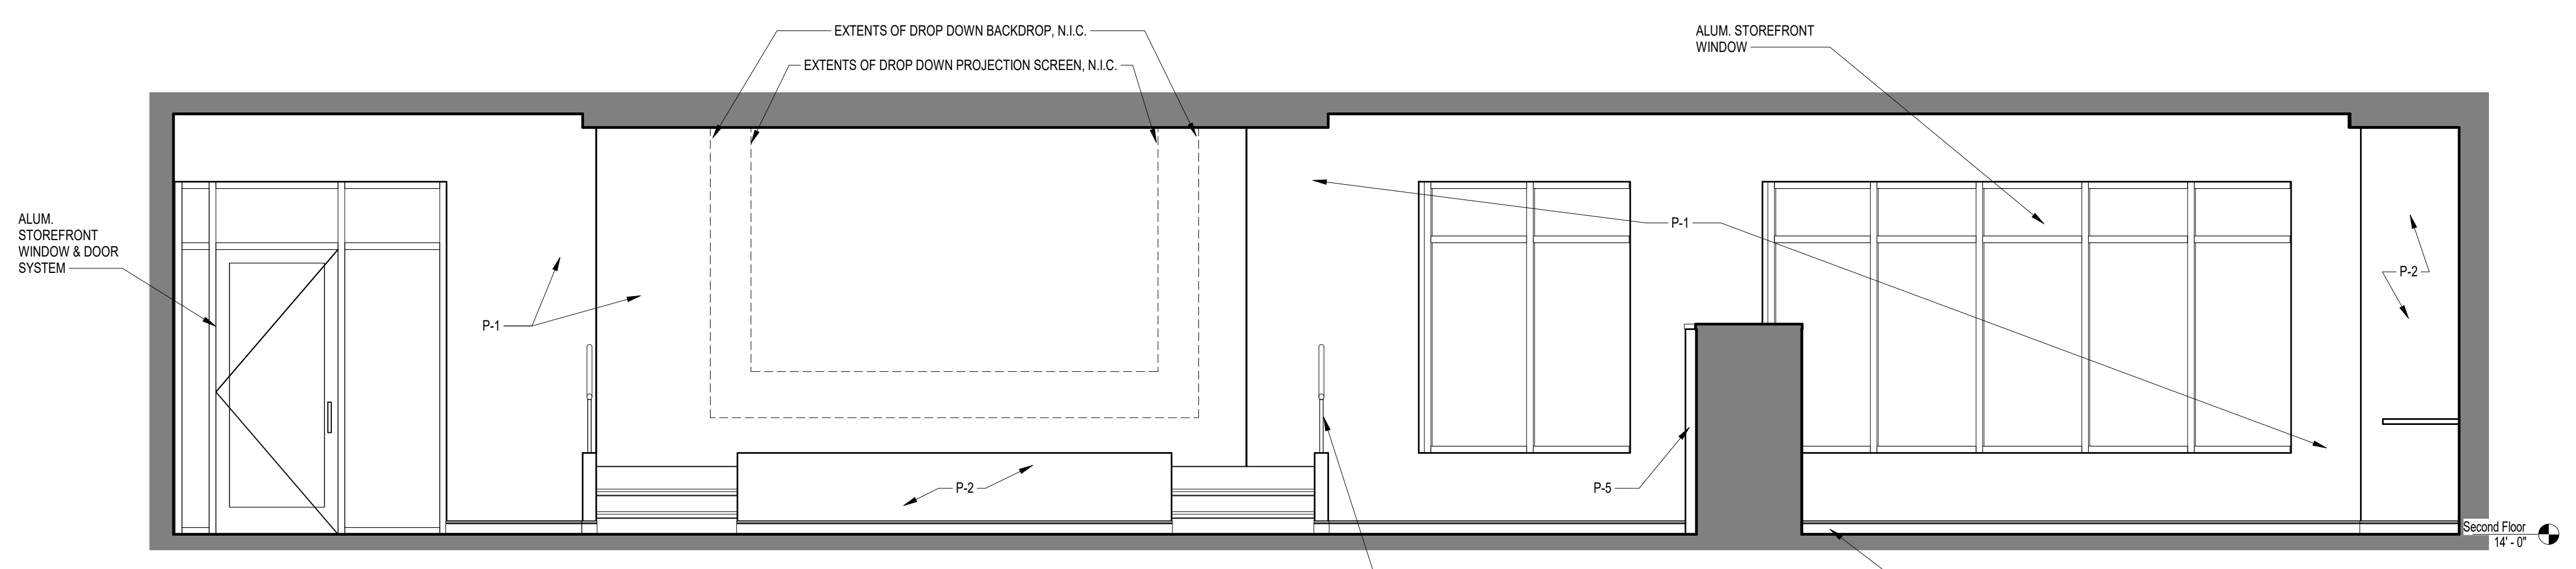 EXTENTS OF DROP DOWN BACKDROP, N.I.C.
EXTENTS OF DROP DOWN PROJECTION SCREEN, N.I.C.
ALUM. STOREFRONT
WINDOW
ALUM.
STOREFRONT
WINDOW & DOOR
SYSTEM
P-1
P-1
P-2
P-2
P-5
Second Floor
14' - 0"